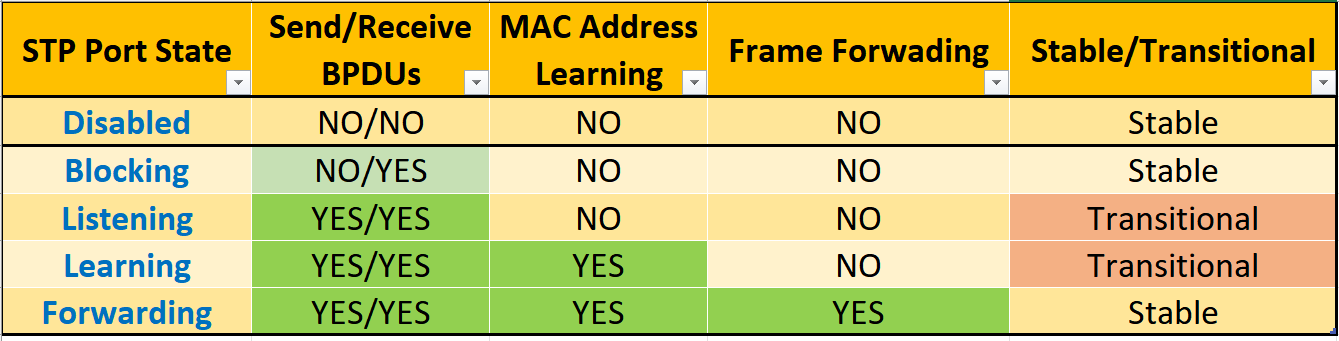 STP Port State Send/Receive BPDUs MAC Address Learning Frame Forwading Stable/Transitional
Disabled NO/NO NO NO Stable
Blocking NO/YES NO NO Stable
Listening YES/YES NO NO Transitional
Learning YES/YES YES NO Transitional
Forwarding YES/YES YES YES Stable